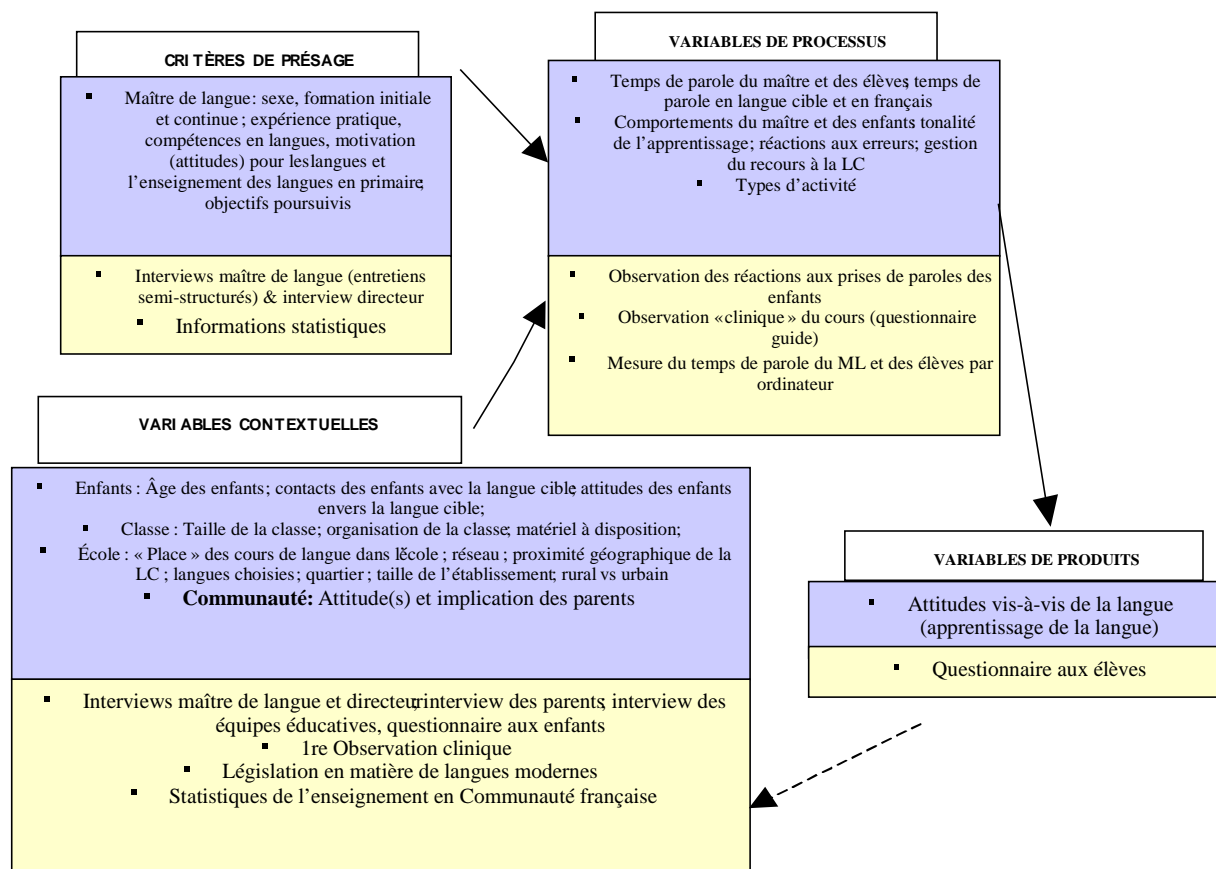 CRITÈRES DE PRÉSAGE
▪ Maître de langue: sexe, formation initiale
et continue ; expérience pratique,
compétences en langues, motivation
(attitudes) pour leslangues et
l'enseignement des langues en primaire;
objectifs poursuivis
▪ Interviews maître de langue (entretiens
semi-structurés) & interview directeur
▪ Informations statistiques
VARIABLES DE PROCESSUS
▪ Temps de parole du maître et des élèves; temps de
parole en langue cible et en français
▪ Comportements du maître et des enfants: tonalité
de l'apprentissage; réactions aux erreurs; gestion
du recours à la LC
▪ Types d'activité
▪ Observation des réactions aux prises de paroles des
enfants
▪ Observation «clinique» du cours (questionnaire
guide)
▪ Mesure du temps de parole du ML et des élèves par
ordinateur
VARIABLES CONTEXTUELLES
▪ Enfants : Âge des enfants; contacts des enfants avec la langue cible; attitudes des enfants
envers la langue cible;
▪ Classe : Taille de la classe; organisation de la classe; matériel à disposition;
▪ École : « Place » des cours de langue dans l'école ; réseau ; proximité géographique de la
LC ; langues choisies; quartier ; taille de l'établissement; rural vs urbain
▪ Communauté: Attitude(s) et implication des parents
▪ Interviews maître de langue et directeur; interview des parents; interview des
équipes éducatives, questionnaire aux enfants
▪ 1re Observation clinique
▪ Législation en matière de langues modernes
▪ Statistiques de l'enseignement en Communauté française
VARIABLES DE PRODUITS
▪ Attitudes vis-à-vis de la langue
(apprentissage de la langue)
▪ Questionnaire aux élèves